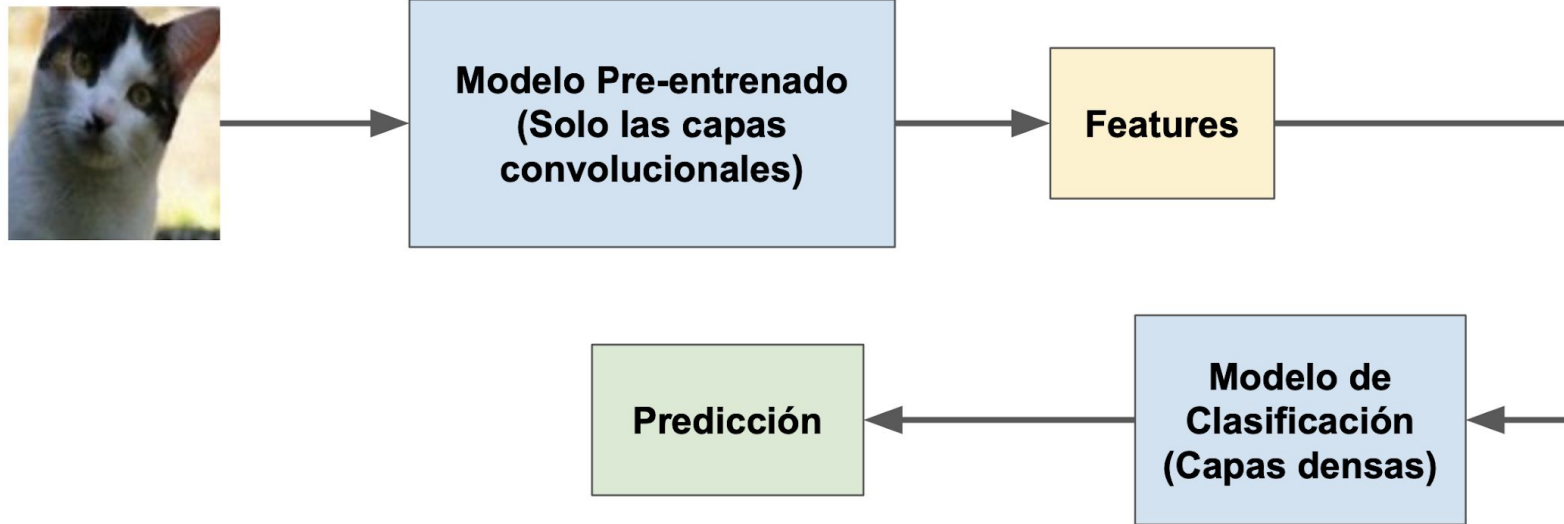 Modelo Pre-entrenado
(Solo las capas
convolucionales)
Features
Modelo de
Clasificación
(Capas densas)
Predicción